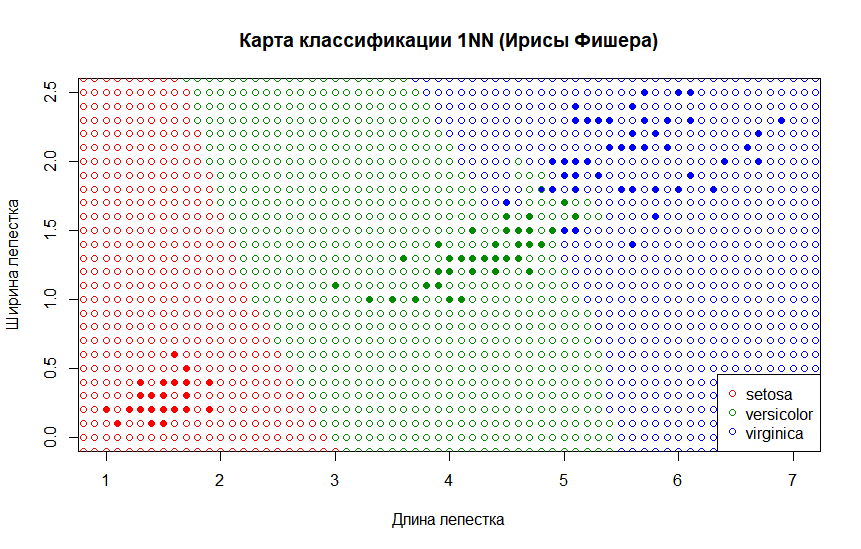 Карта классификации 1NN (Ирисы Фишера)
Ширина лепестка
2.5
2.0
1.5
1.0
0.5
0.0
setosa
versicolor
virginica
1 2 3 4 5 6 7
Длина лепестка